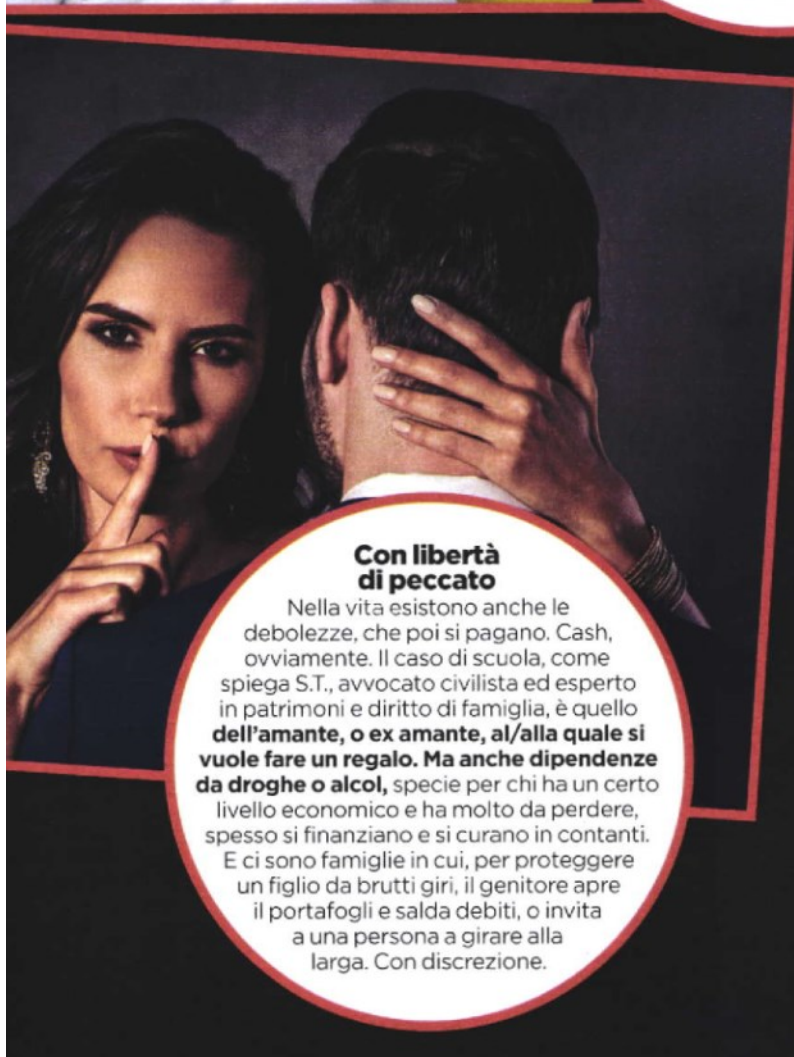 Con libertà
di peccato
Nella vita esistono anche le
debolezze, che poi si pagano. Cash,
ovviamente. Il caso di scuola, come
spiega S.T., avvocato civilista ed esperto
in patrimoni e diritto di famiglia, è quello
dell'amante, o ex amante, al/alla quale si
vuole fare un regalo. Ma anche dipendenze
da droghe o alcol, specie per chi ha un certo
livello economico e ha molto da perdere,
spesso si finanziano e si curano in contanti.
E ci sono famiglie in cui, per proteggere
un figlio da brutti giri, il genitore apre
il portafogli e salda debiti, o invita
a una persona a girare alla
larga. Con discrezione.